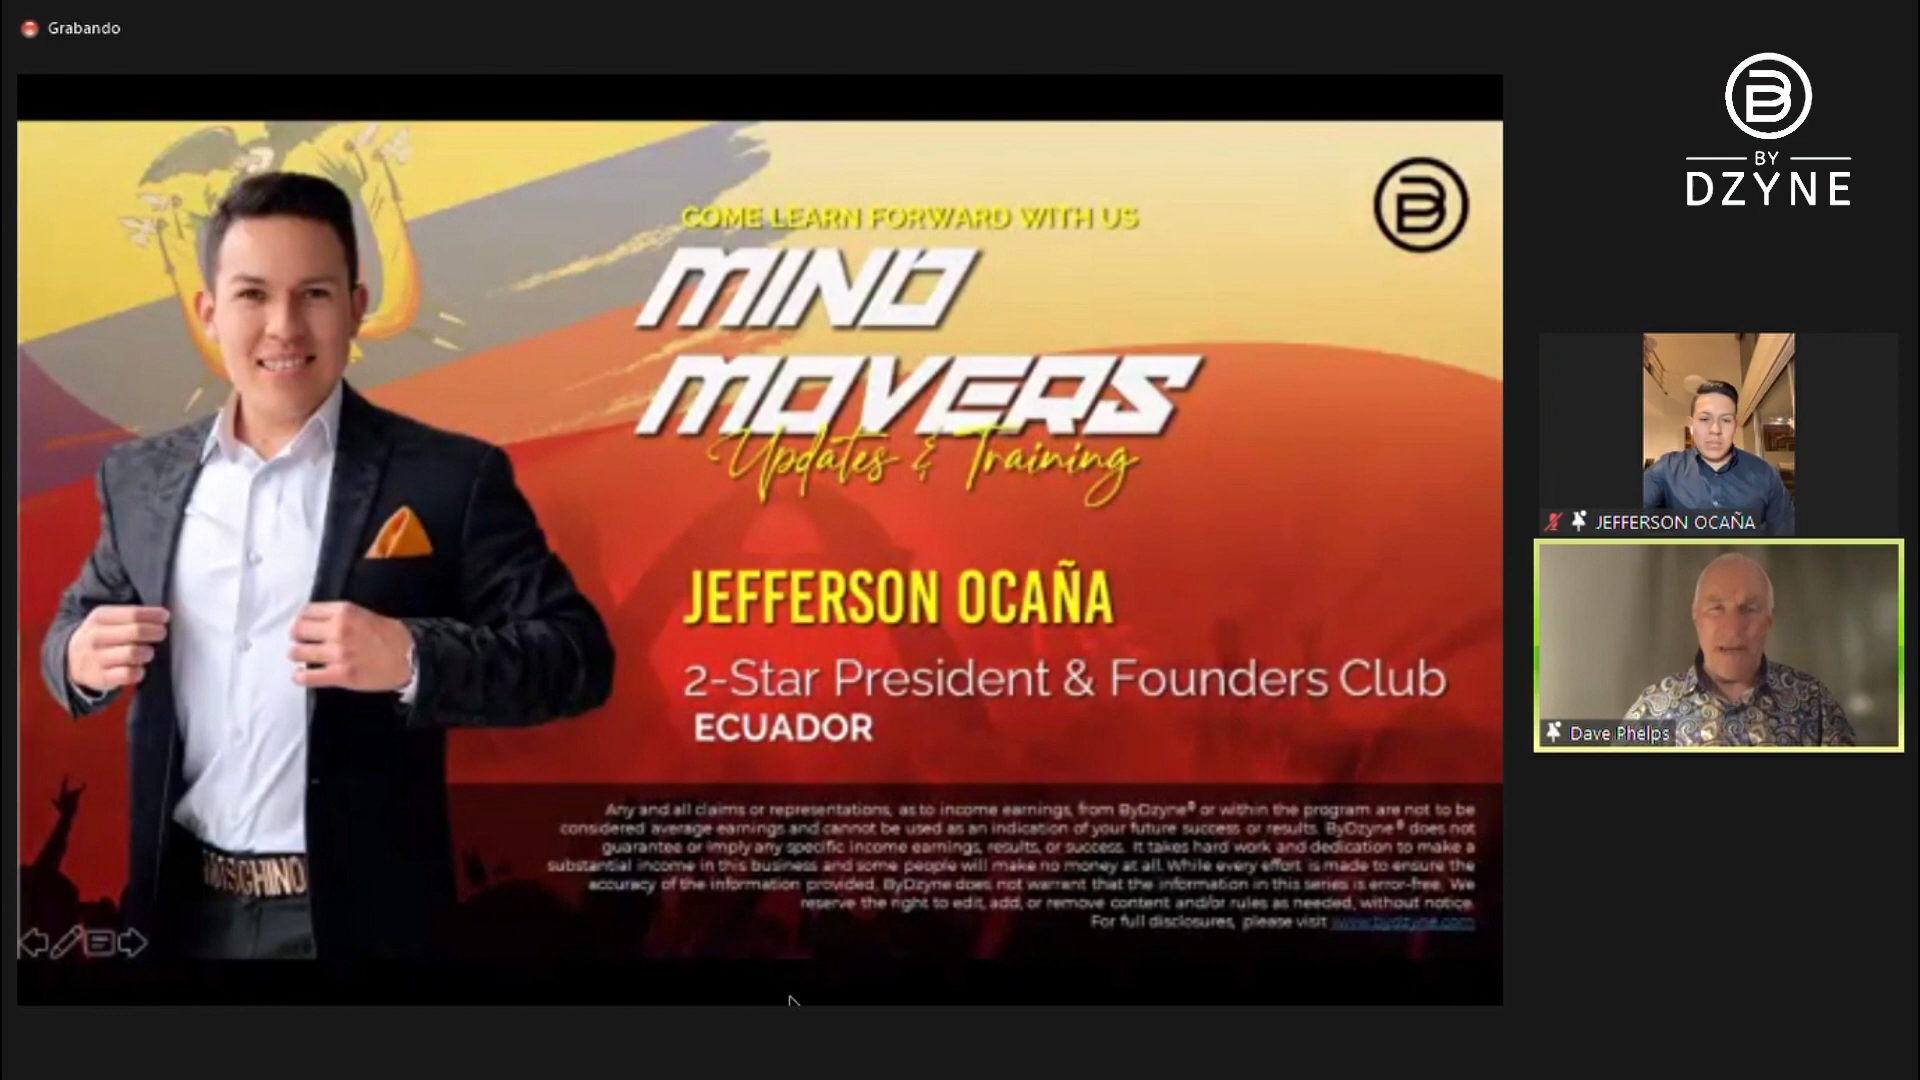 Grabando
B
BY
DZYNE
B
COME LEARN FORWARD WITH US
MIND
MOVERS
Updates & Training
JEFFERSON OCAÑA
2-Star President & Founders Club
ECUADOR
MOSCHINO
Any and all claims or representations, as to income earnings, from ByDzyne® or within the program are not to be
considered average earnings and cannot be used as an indication of your future success or results. ByDzyne® does not
guarantee or imply any specific income earnings, results, or success. It takes hard work and dedication to make a
substantial income in this business and some people will make no money at all. While every effort is made to ensure the
accuracy of the information provided, ByDzyne does not warrant that the information in this series is error-free. We
reserve the right to edit, add, or remove content and/or rules as needed, without notice.
For full disclosures, please visit www.bydzyne.com
JEFFERSON OCAÑA
Dave Phelps